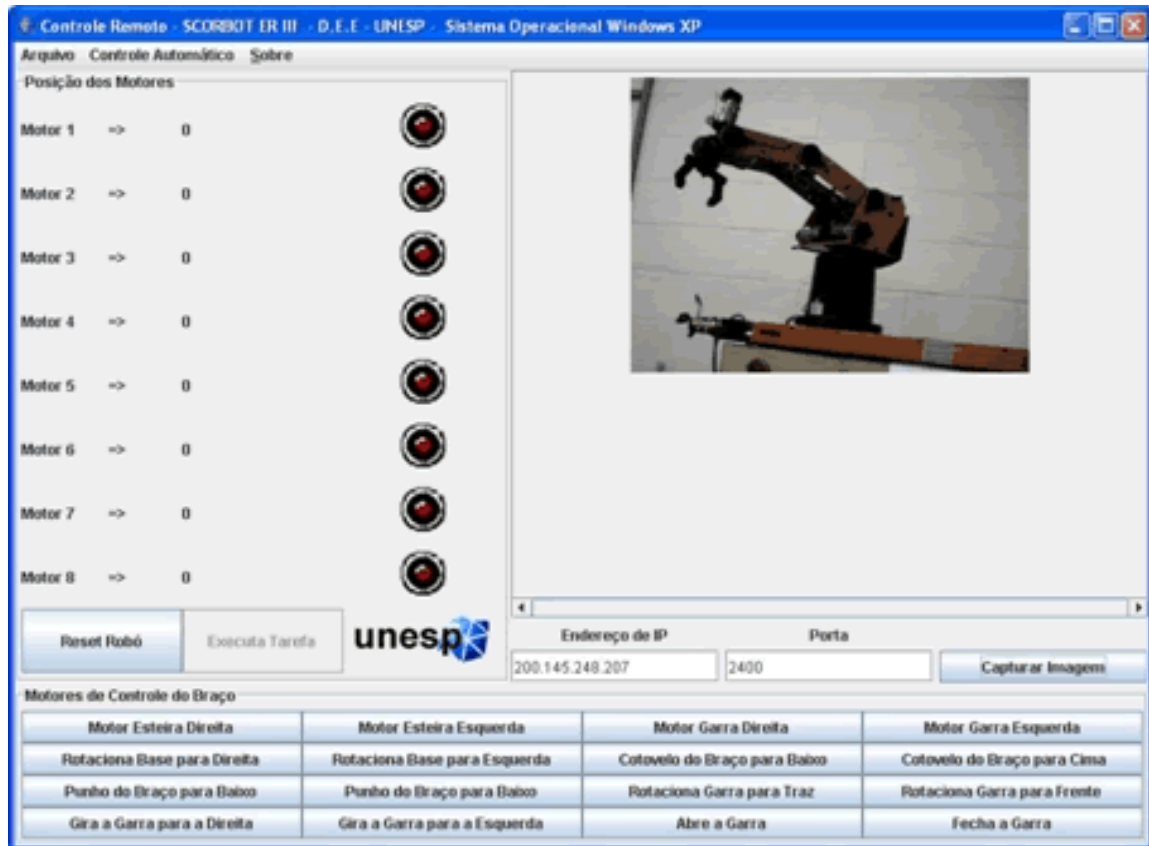 Controle Remoto - SCORBOT ER III - D.E.E - UNESP - Sistema Operacional Windows XP
Arquivo Controle Automático Sobre
Posição dos Motores
Motor 1 => 0
Motor 2 => 0
Motor 3 => 0
Motor 4 => 0
Motor 5 => 0
Motor 6 => 0
Motor 7 => 0
Motor 8 => 0
Reset Robô Executa Tarefa unesp
Endereço de IP Porta
200.145.248.207 2400 Capturar Imagem
Motores de Controle do Braço
Motor Esteira Direita Motor Esteira Esquerda Motor Garra Direita Motor Garra Esquerda
Rotaciona Base para Direita Rotaciona Base para Esquerda Cotovelo do Braço para Baixo Cotovelo do Braço para Cima
Punho do Braço para Baixo Punho do Braço para Baixo Rotaciona Garra para Traz Rotaciona Garra para Frente
Gira a Garra para a Direita Gira a Garra para a Esquerda Abre a Garra Fecha a Garra